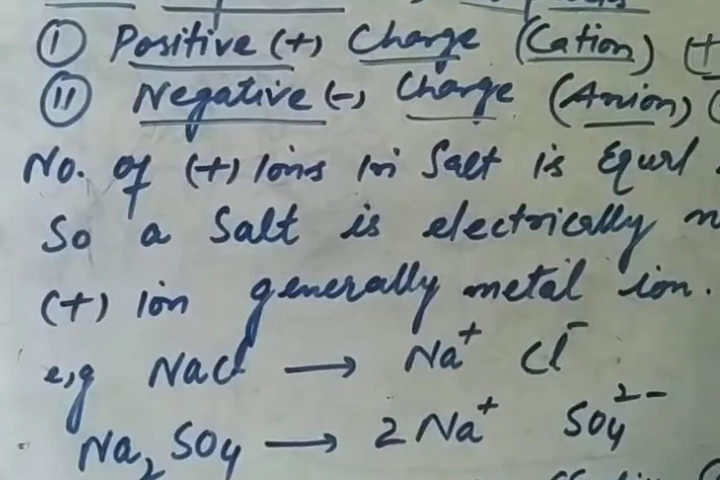 (I) Positive (+) Charge (Cation) (+
(II) Negative (-) Charge (Anion) (
No. of (+) Ions in Salt is Equrl
So a Salt is electrically n
(+) ion generally metal ion.
e,g NaCl → Na⁺ Cl⁻
Na₂SO₄ → 2Na⁺ SO₄²⁻